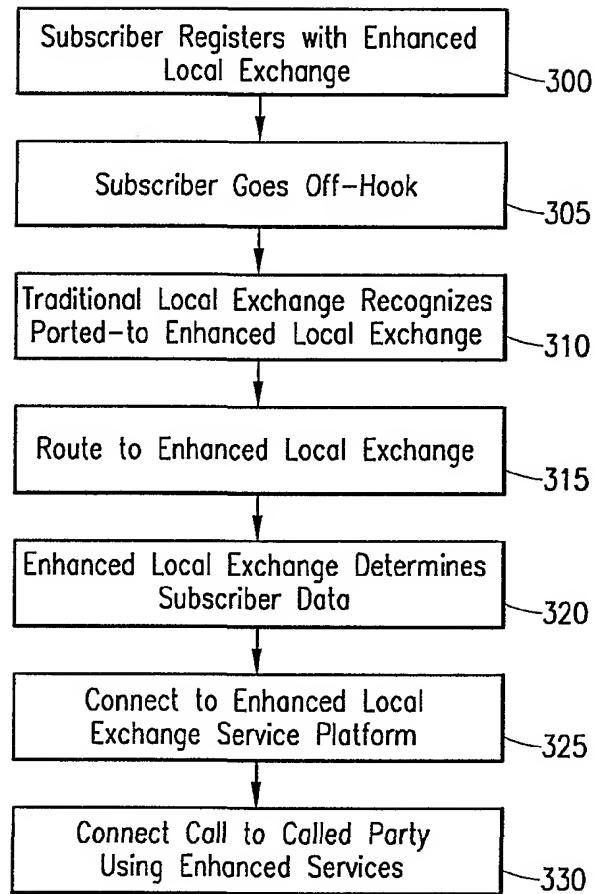 Subscriber Registers with Enhanced
Local Exchange
300
Subscriber Goes Off-Hook
305
Traditional Local Exchange Recognizes
Ported-to Enhanced Local Exchange
310
Route to Enhanced Local Exchange
315
Enhanced Local Exchange Determines
Subscriber Data
320
Connect to Enhanced Local
Exchange Service Platform
325
Connect Call to Called Party
Using Enhanced Services
330